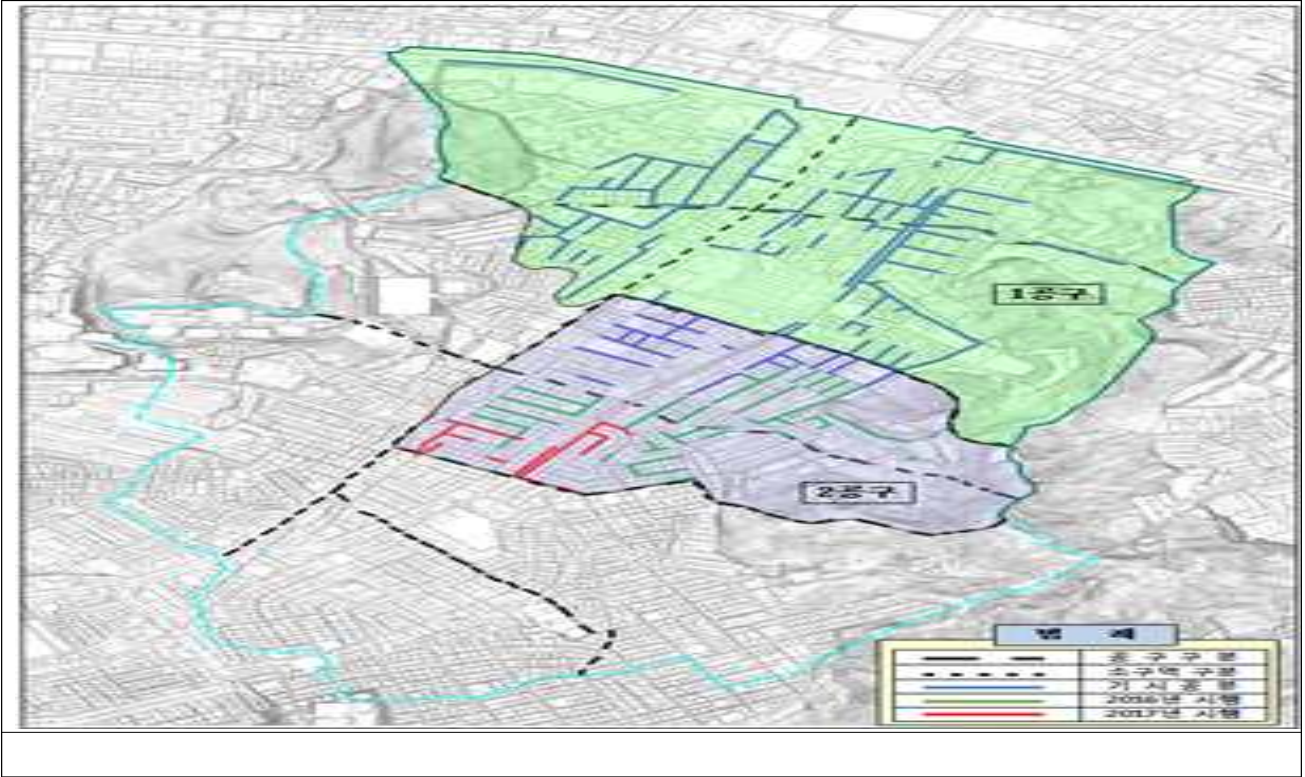 1공구
2공구
범 례
공 구 구 분
소구역 구분
기 시 공 분
2016년 시행
2017년 시행